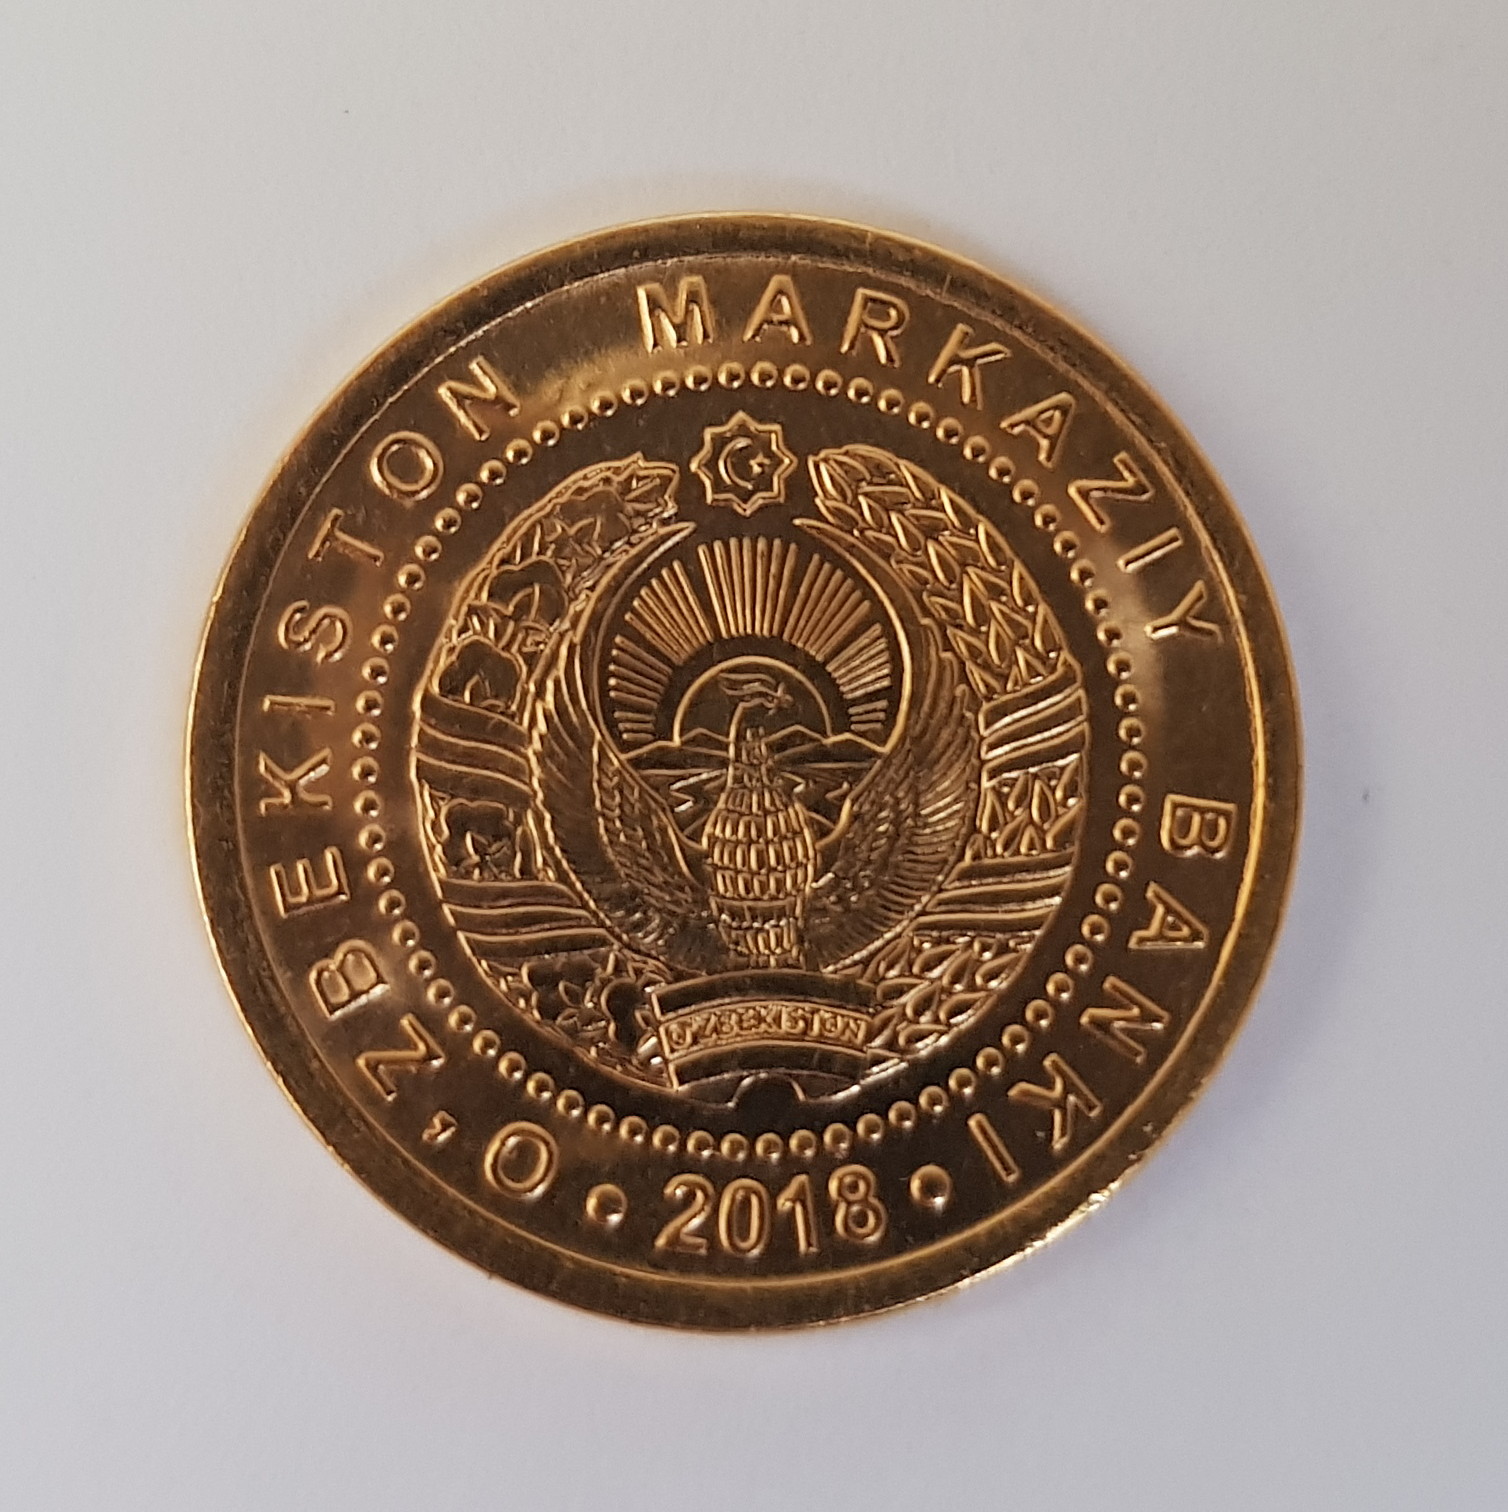 O'ZBEKISTON MARKAZIY BANKI
• 2018 •
O'ZBEKISTON